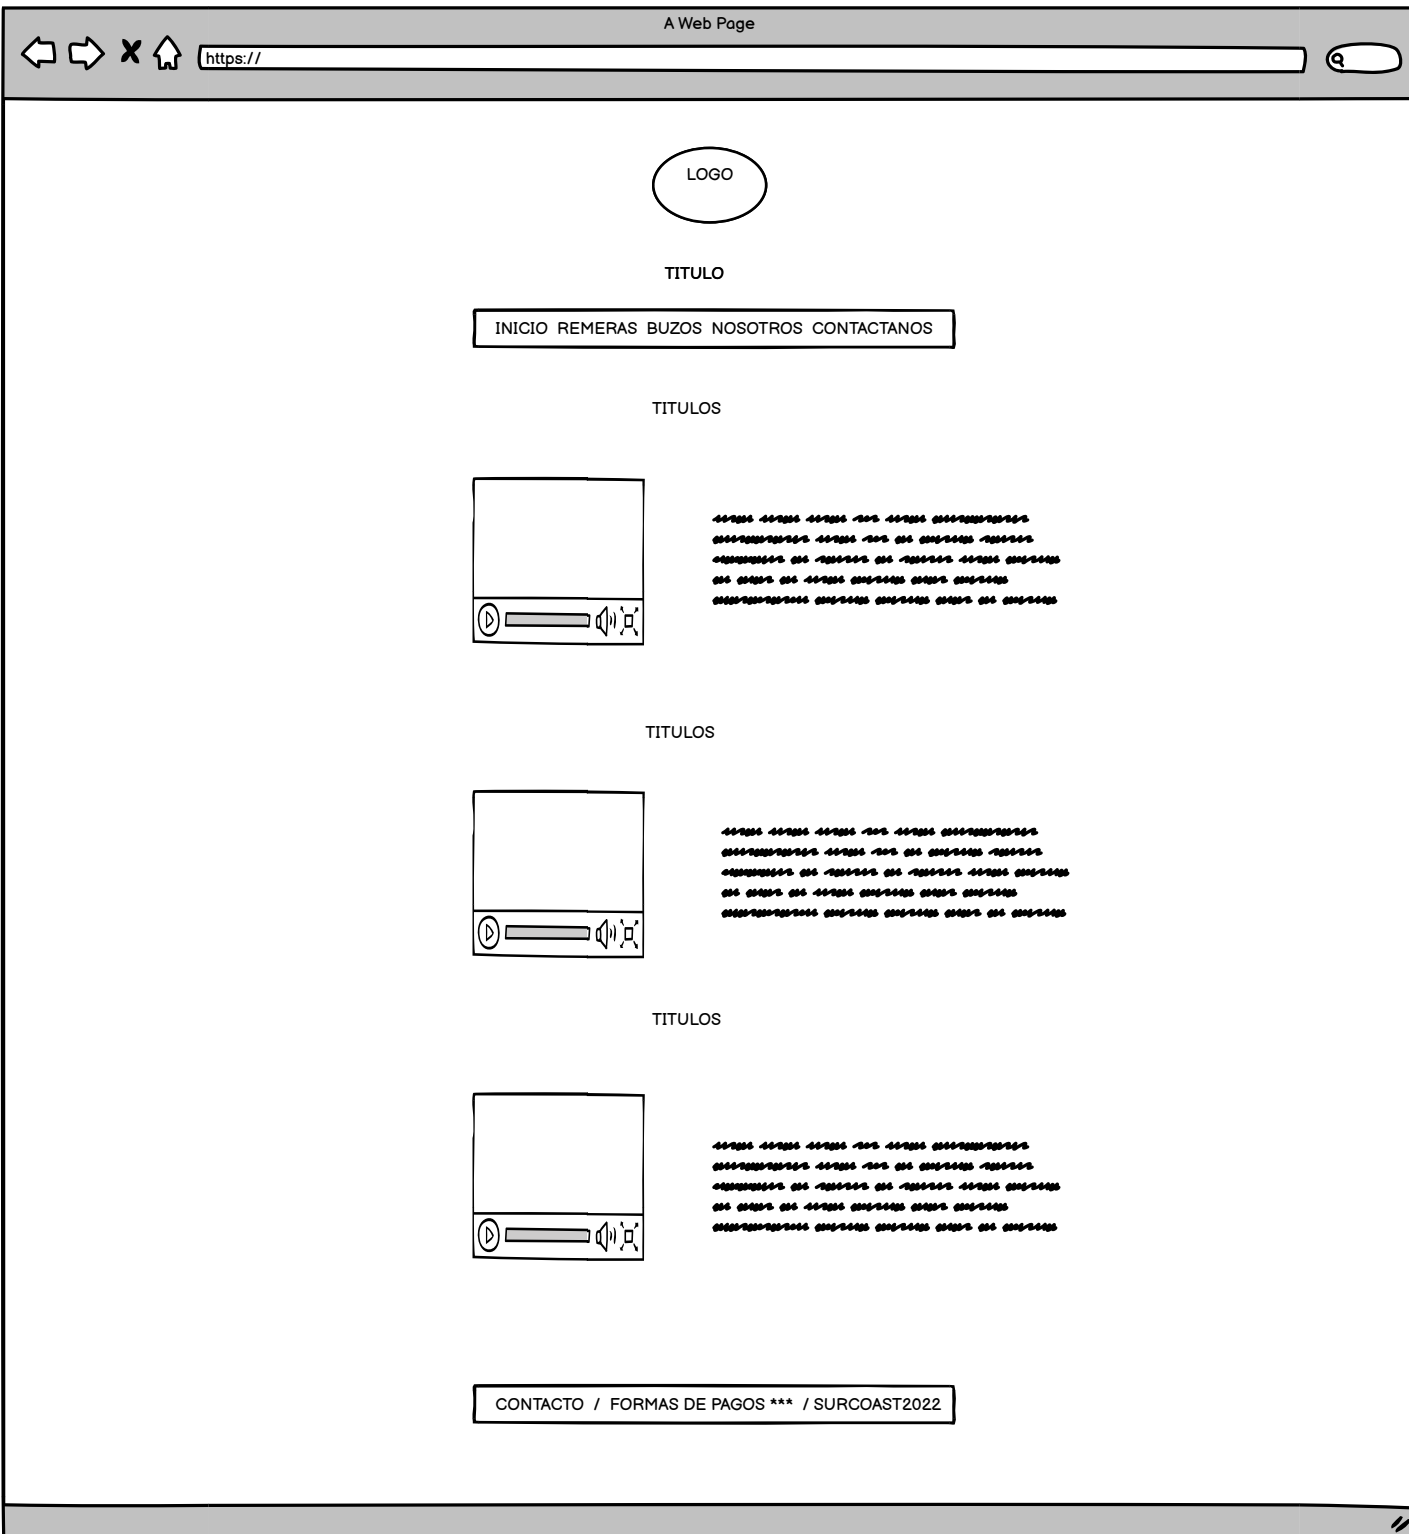 A Web Page
https://
LOGO
TITULO
INICIO REMERAS BUZOS NOSOTROS CONTACTANOS
TITULOS
TITULOS
TITULOS
CONTACTO / FORMAS DE PAGOS *** / SURCOAST2022